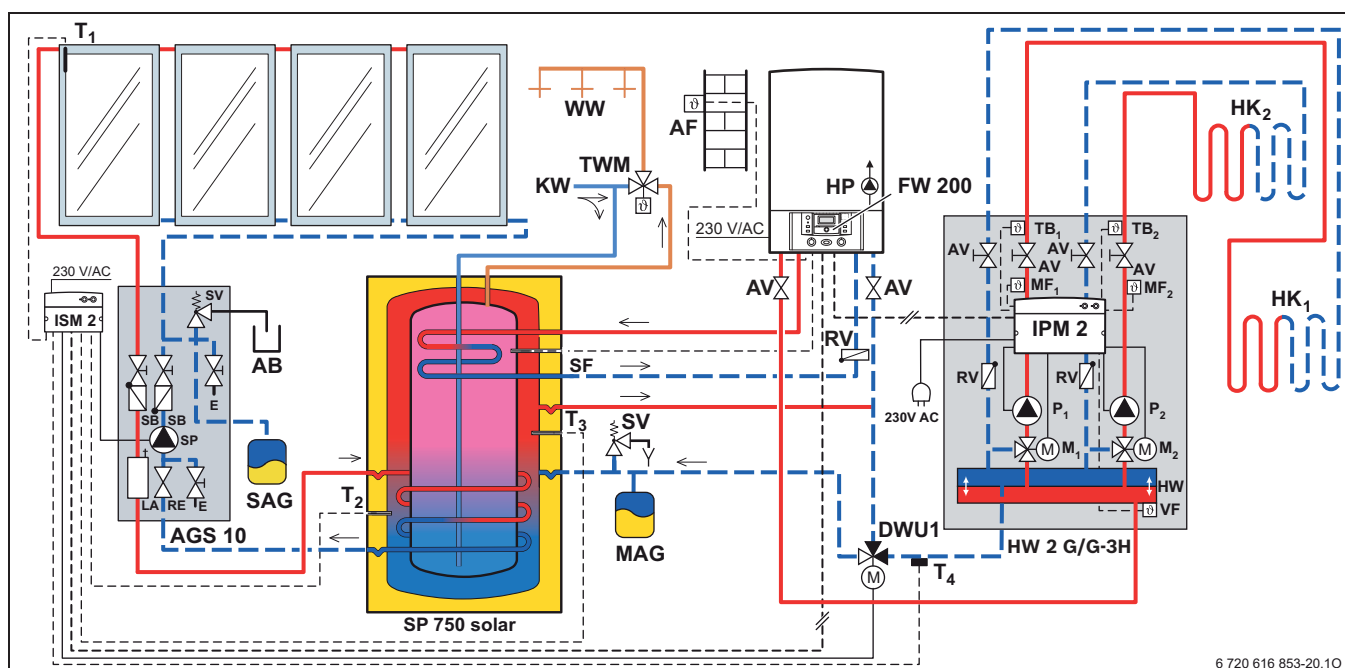 T1
WW
AF
TWM
KW
HP
FW 200
230 V/AC
HK2
HK1
TB1
TB2
AV
AV
AV
AV
AV
AV
MF1
MF2
IPM 2
230 V/AC
ISM 2
SV
AB
E
SB
SB
SP
LA
RE
E
SAG
AGS 10
SF
RV
T3
T2
SV
MAG
SP 750 solar
DWU1
M
T4
230V AC
RV
RV
P1
P2
M
M1
M
M2
HW
VF
HW 2 G/G-3H
ϑ
ϑ
ϑ
ϑ
ϑ
ϑ
ϑ
6 720 616 853-20.1O